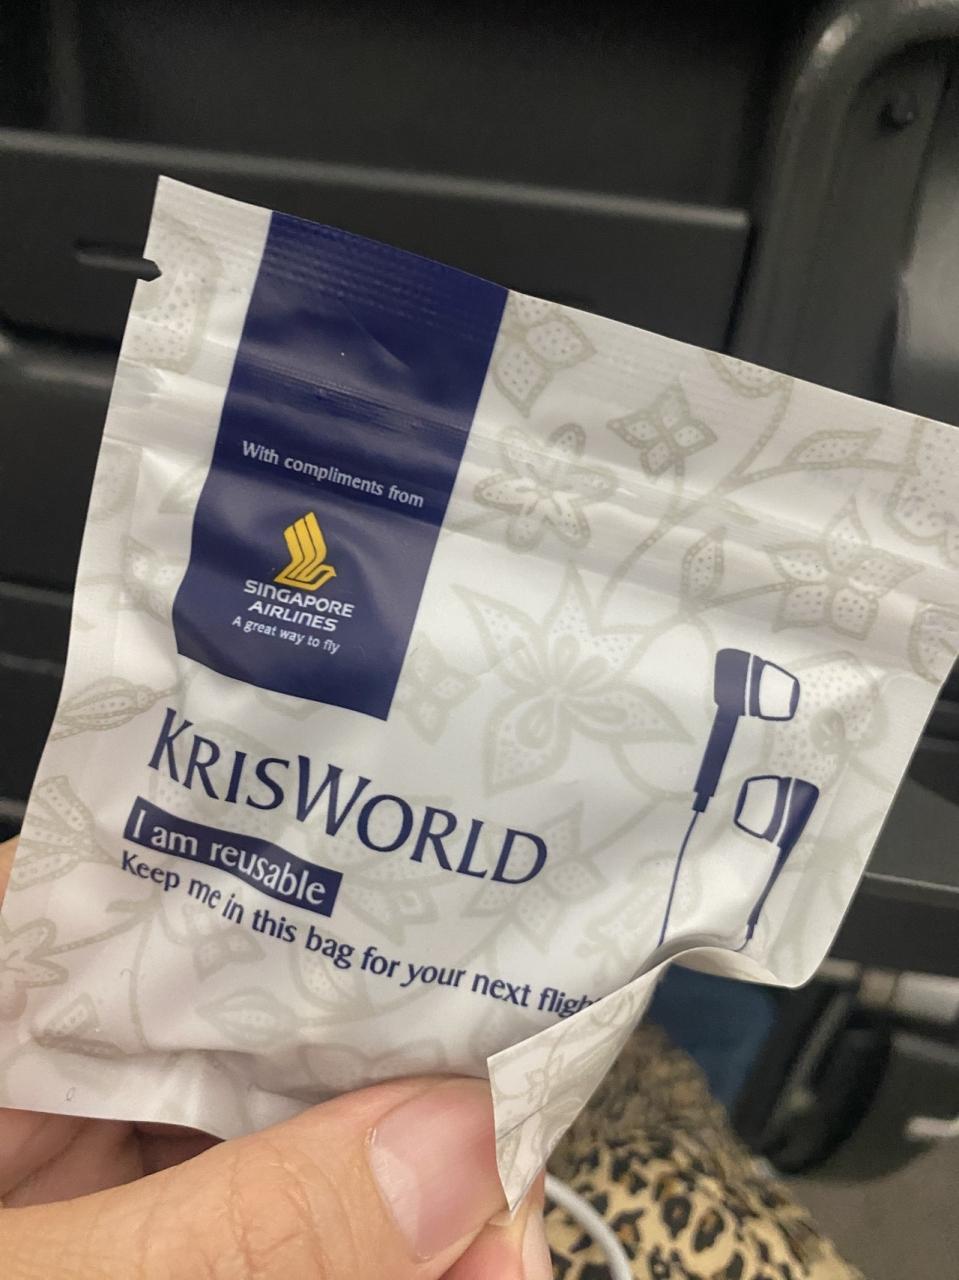 With compliments from
SINGAPORE
AIRLINES
A great way to fly
KRISWORLD
I am reusable
Keep me in this bag for your next flight